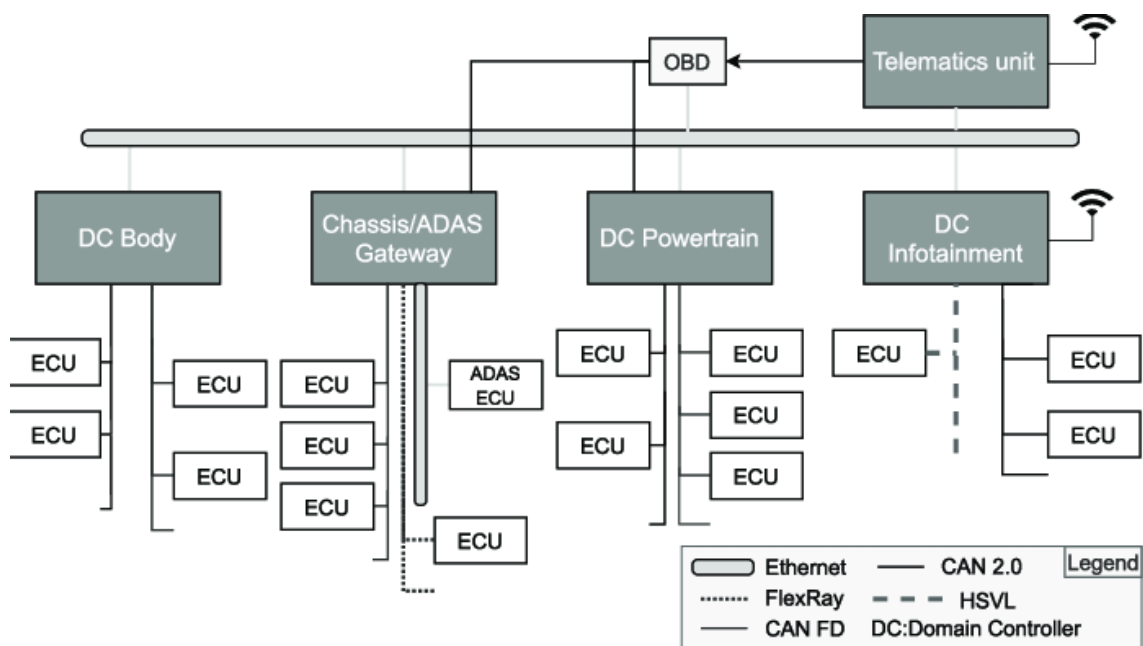 OBD
Telematics unit
DC Body
Chassis/ADAS
Gateway
DC Powertrain
DC
Infotainment
ECU
ECU
ECU
ECU
ECU
ECU
ECU
ADAS
ECU
ECU
ECU
ECU
ECU
ECU
ECU
ECU
ECU
ECU
Legend
Ethernet
CAN 2.0
FlexRay
HSVL
CAN FD
DC:Domain Controller